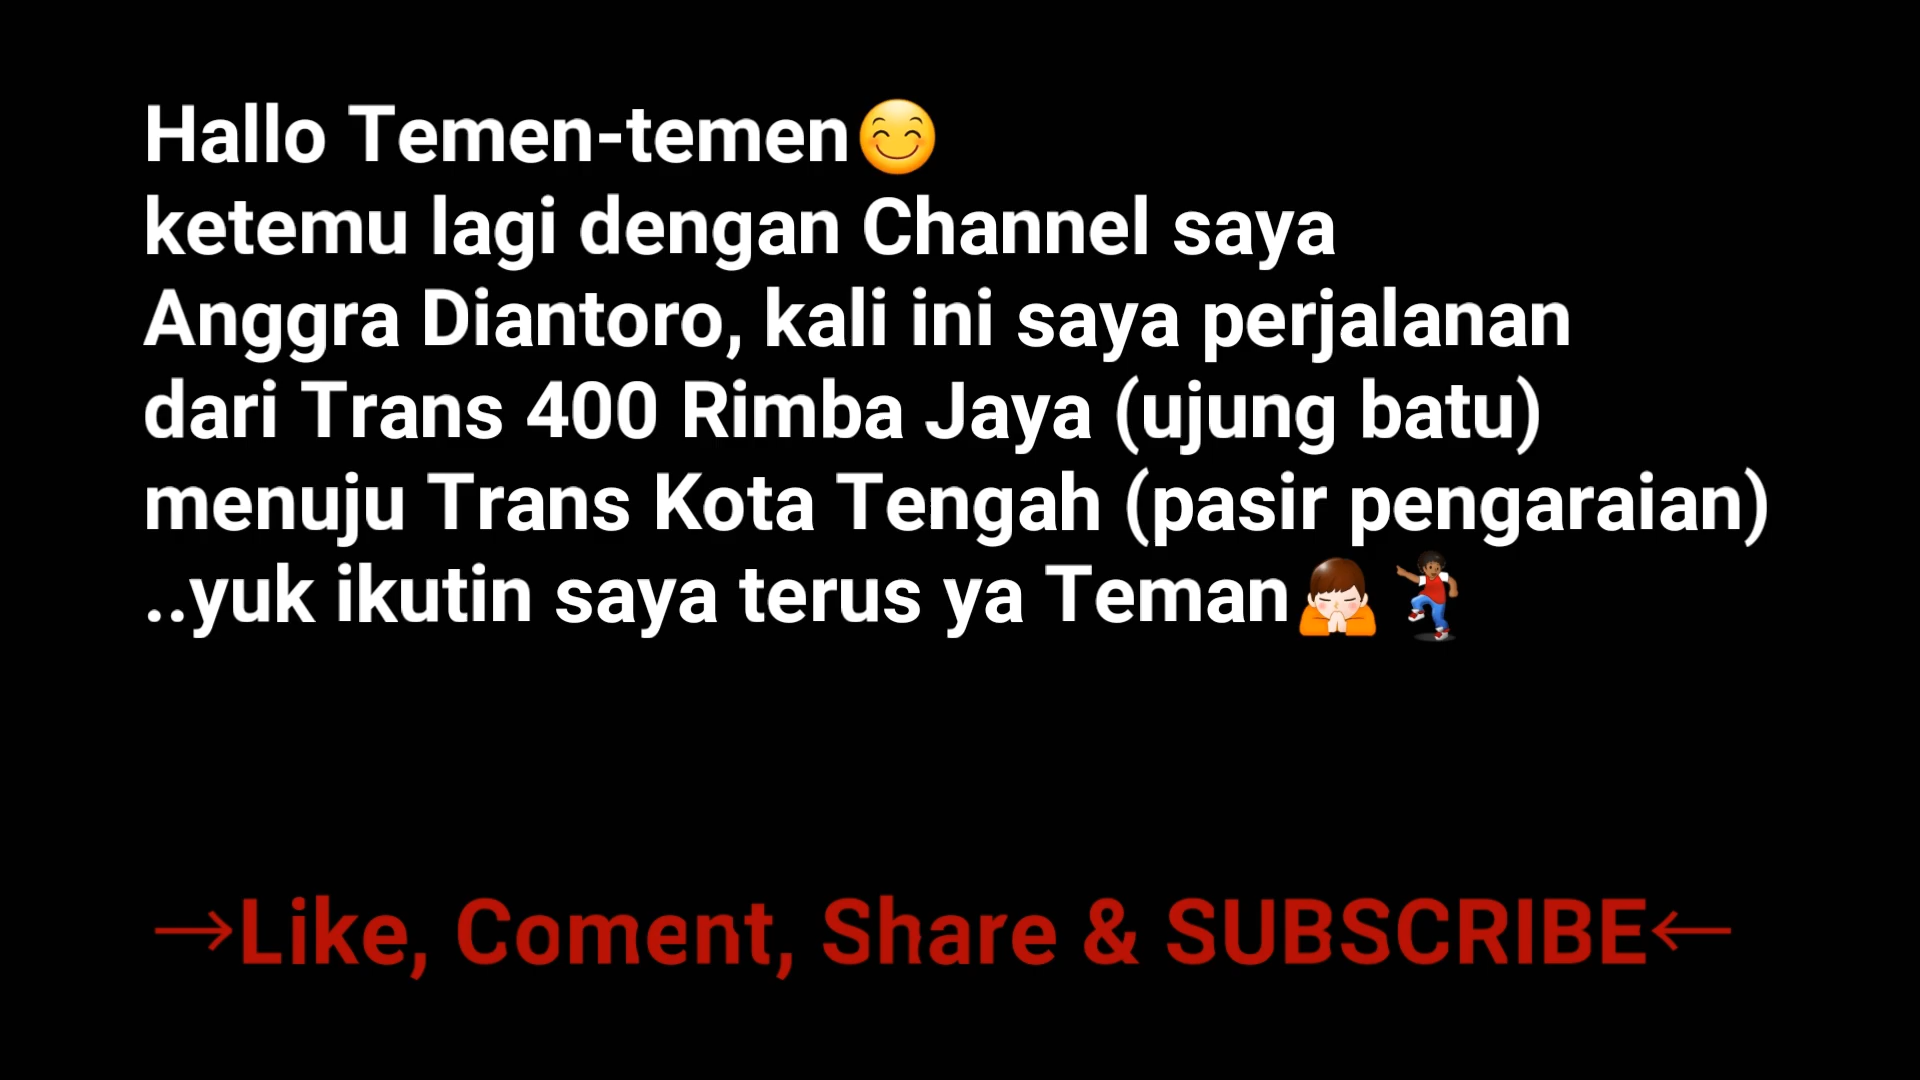 Hallo Temen-temen😊
ketemu lagi dengan Channel saya
Anggra Diantoro, kali ini saya perjalanan
dari Trans 400 Rimba Jaya (ujung batu)
menuju Trans Kota Tengah (pasir pengaraian)
..yuk ikutin saya terus ya Teman🙏🕺
→Like, Coment, Share & SUBSCRIBE←